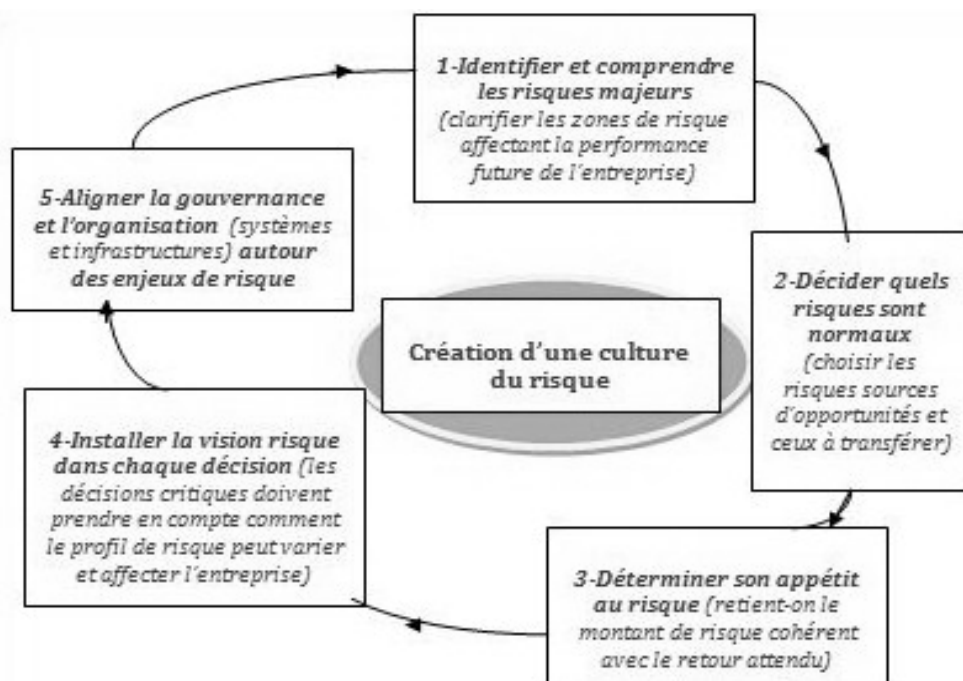 1-Identifier et comprendre
les risques majeurs
(clarifier les zones de risque
affectant la performance
future de l'entreprise)
2-Décider quels
risques sont
normaux
(choisir les
risques sources
d'opportunités et
ceux à transférer)
3-Déterminer son appétit
au risque (retient-on le
montant de risque cohérent
avec le retour attendu)
4-Installer la vision risque
dans chaque décision (les
décisions critiques doivent
prendre en compte comment
le profil de risque peut varier
et affecter l'entreprise)
5-Aligner la gouvernance
et l'organisation (systèmes
et infrastructures) autour
des enjeux de risque
Création d'une culture
du risque